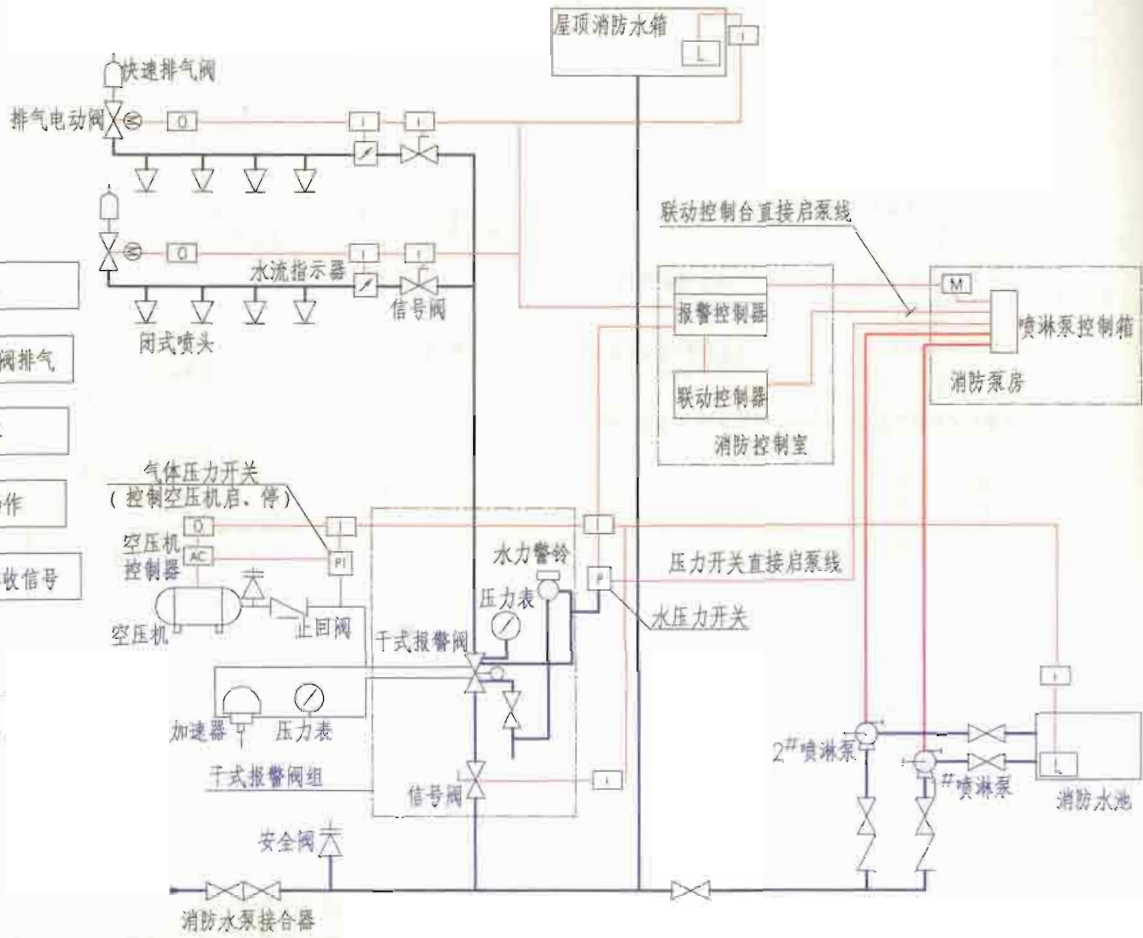 屋顶消防水箱
L
I
快速排气阀
排气电动阀
M
O
I
I
联动控制台直接启泵线
M
O
I
I
水流指示器
信号阀
闭式喷头
报警控制器
M
喷淋泵控制箱
阀排气
联动控制器
消防泵房
消防控制室
气体压力开关
(控制空压机启、停)
作
O
I
I
水力警铃
空压机
控制器
AC
PI
P
压力开关直接启泵线
收信号
压力表
水压力开关
空压机
止回阀
干式报警阀
I
加速器
压力表
2#喷淋泵
L
干式报警阀组
信号阀
I
#喷淋泵
消防水池
安全阀
消防水泵接合器